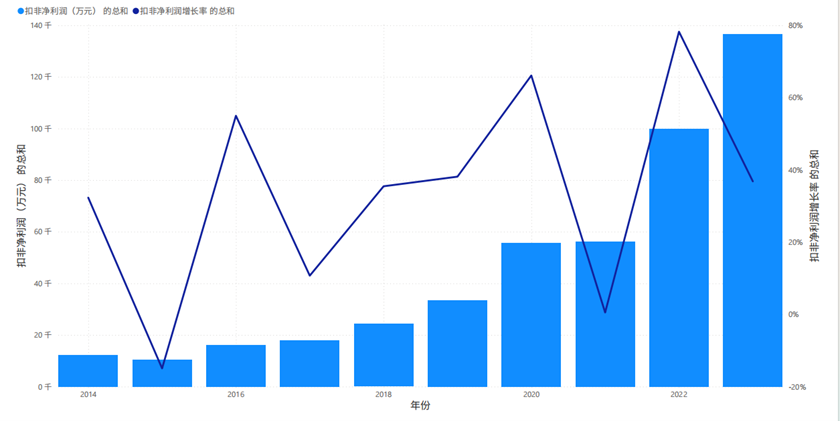 扣非净利润（万元） 的总和 扣非净利润增长率 的总和
140 千
120 千
100 千
80 千
60 千
40 千
20 千
0 千
扣非净利润（万元） 的总和
80%
60%
40%
20%
0%
-20%
扣非净利润增长率 的总和
2014 2016 2018 2020 2022
年份